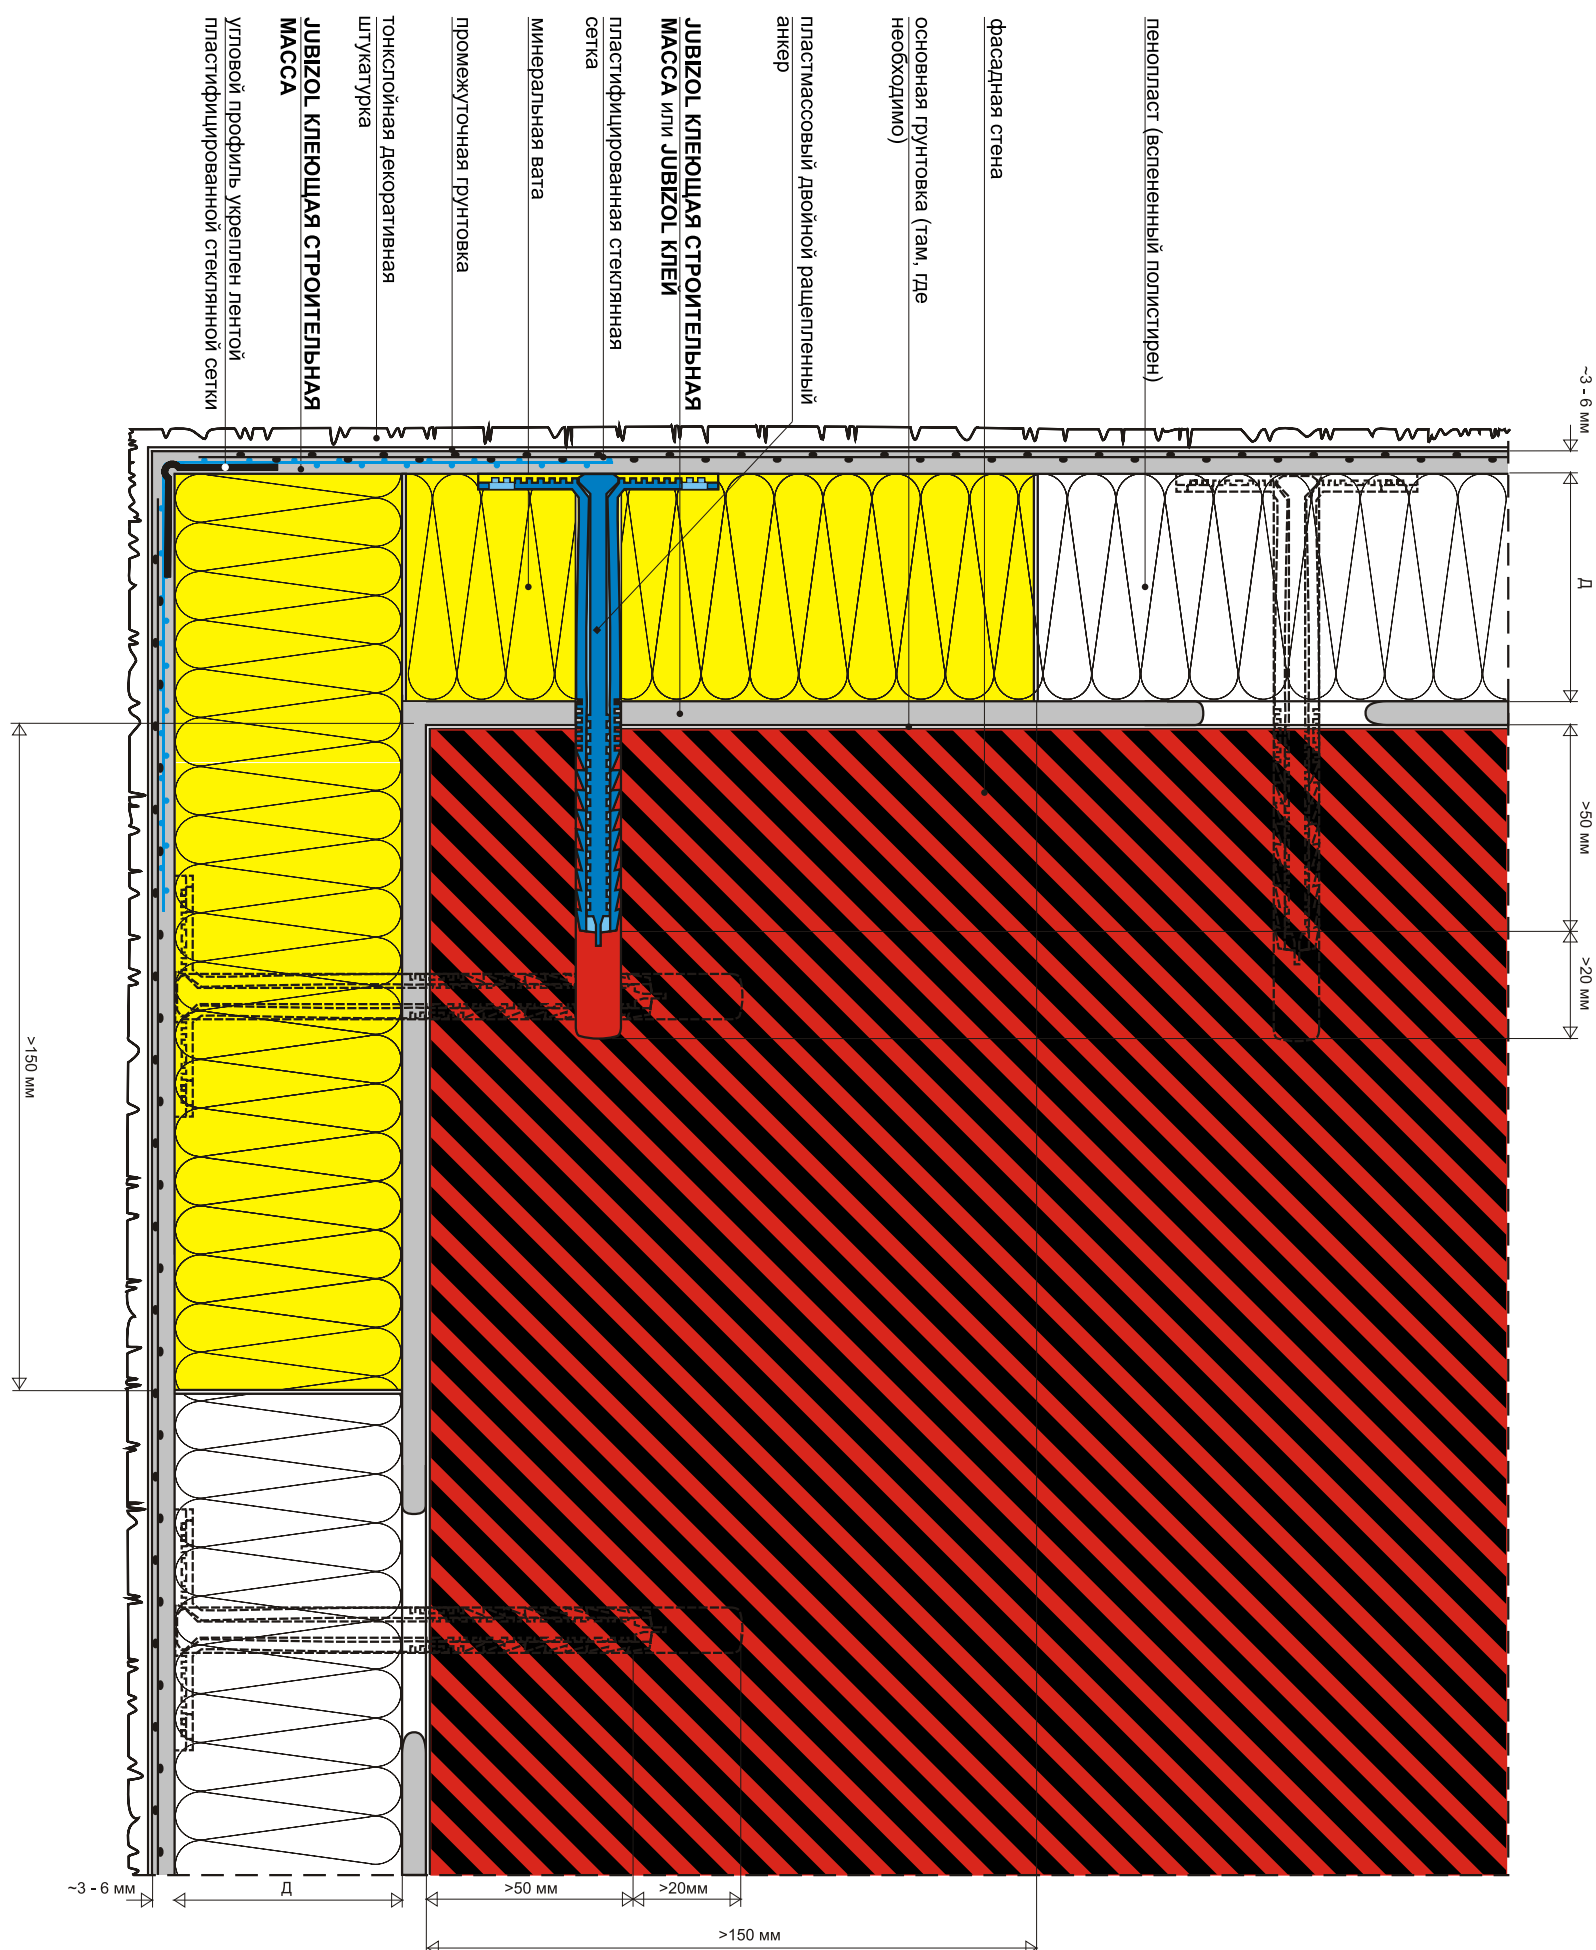 пенопласт (вспененный полистирен)
фасадная стена
основная грунтовка (там, где
необходимо)
пластмассовый двойной ращепленный
анкер
JUBIZOL КЛЕЮЩАЯ СТРОИТЕЛЬНАЯ
МАССА или JUBIZOL КЛЕЙ
пластифицированная стеклянная
сетка
минеральная вата
промежуточная грунтовка
тонкслойная декоративная
штукатурка
JUBIZOL КЛЕЮЩАЯ СТРОИТЕЛЬНАЯ
МАССА
угловой профиль укреплен лентой
пластифицированной стеклянной сетки
~3 - 6 мм
Д
>50 мм
>20 мм
>150 мм
~3 - 6 мм
Д
>50 мм
>20мм
>150 мм